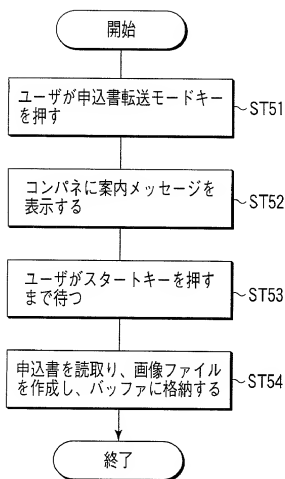 開始
ユーザが申込書転送モードキー
を押す
ST51
コンパネに案内メッセージを
表示する
ST52
ユーザがスタートキーを押す
まで待つ
ST53
申込書を読取り、画像ファイル
を作成し、バッファに格納する
ST54
終了